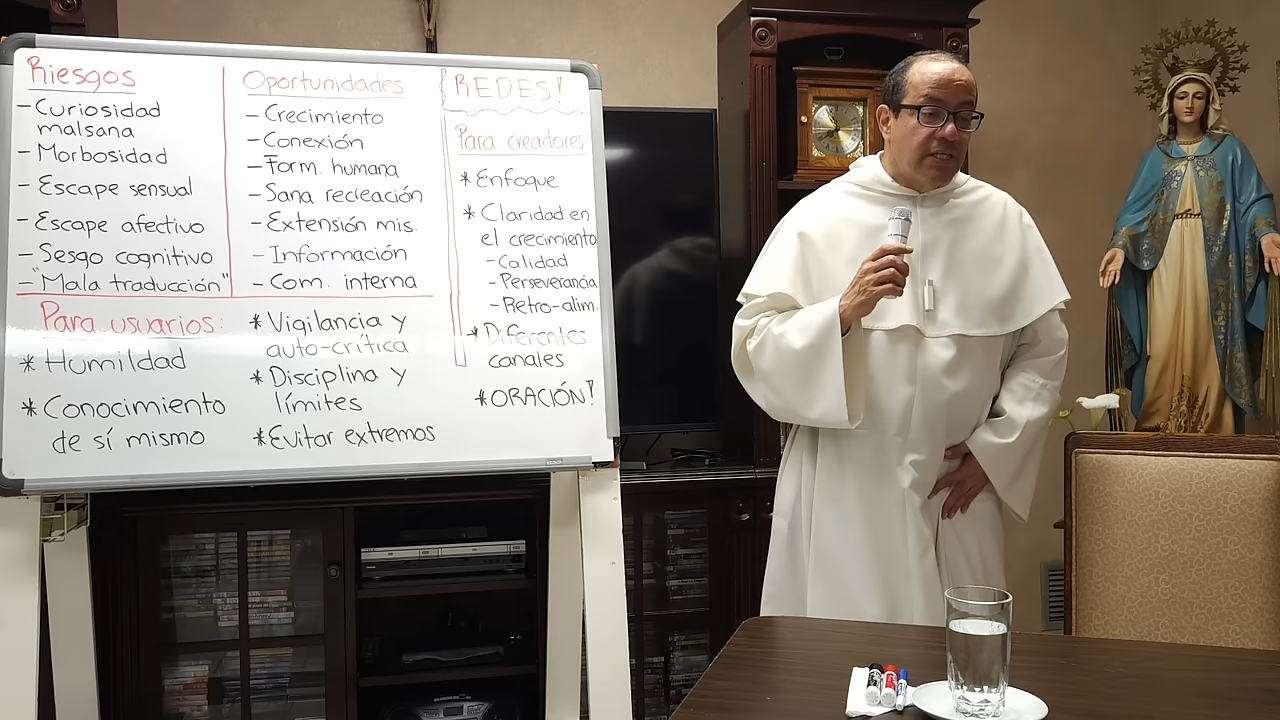 Riesgos
- Curiosidad
malsana
- Morbosidad
- Escape sensual
- Escape afectivo
- Sesgo cognitivo
- "Mala traducción"
Oportunidades
- Crecimiento
- Conexión
- Form. humana
- Sana recreación
- Extensión mis.
- Información
- Com. interna
REDES!
Para creadores
* Enfoque
* Claridad en
el crecimiento
- Calidad
- Perseverancia
- Retro-alim.
* Diferentes
canales
* ORACIÓN!
Para usuarios:
* Humildad
* Conocimiento
de sí mismo
* Vigilancia y
auto-crítica
* Disciplina y
límites
* Evitar extremos